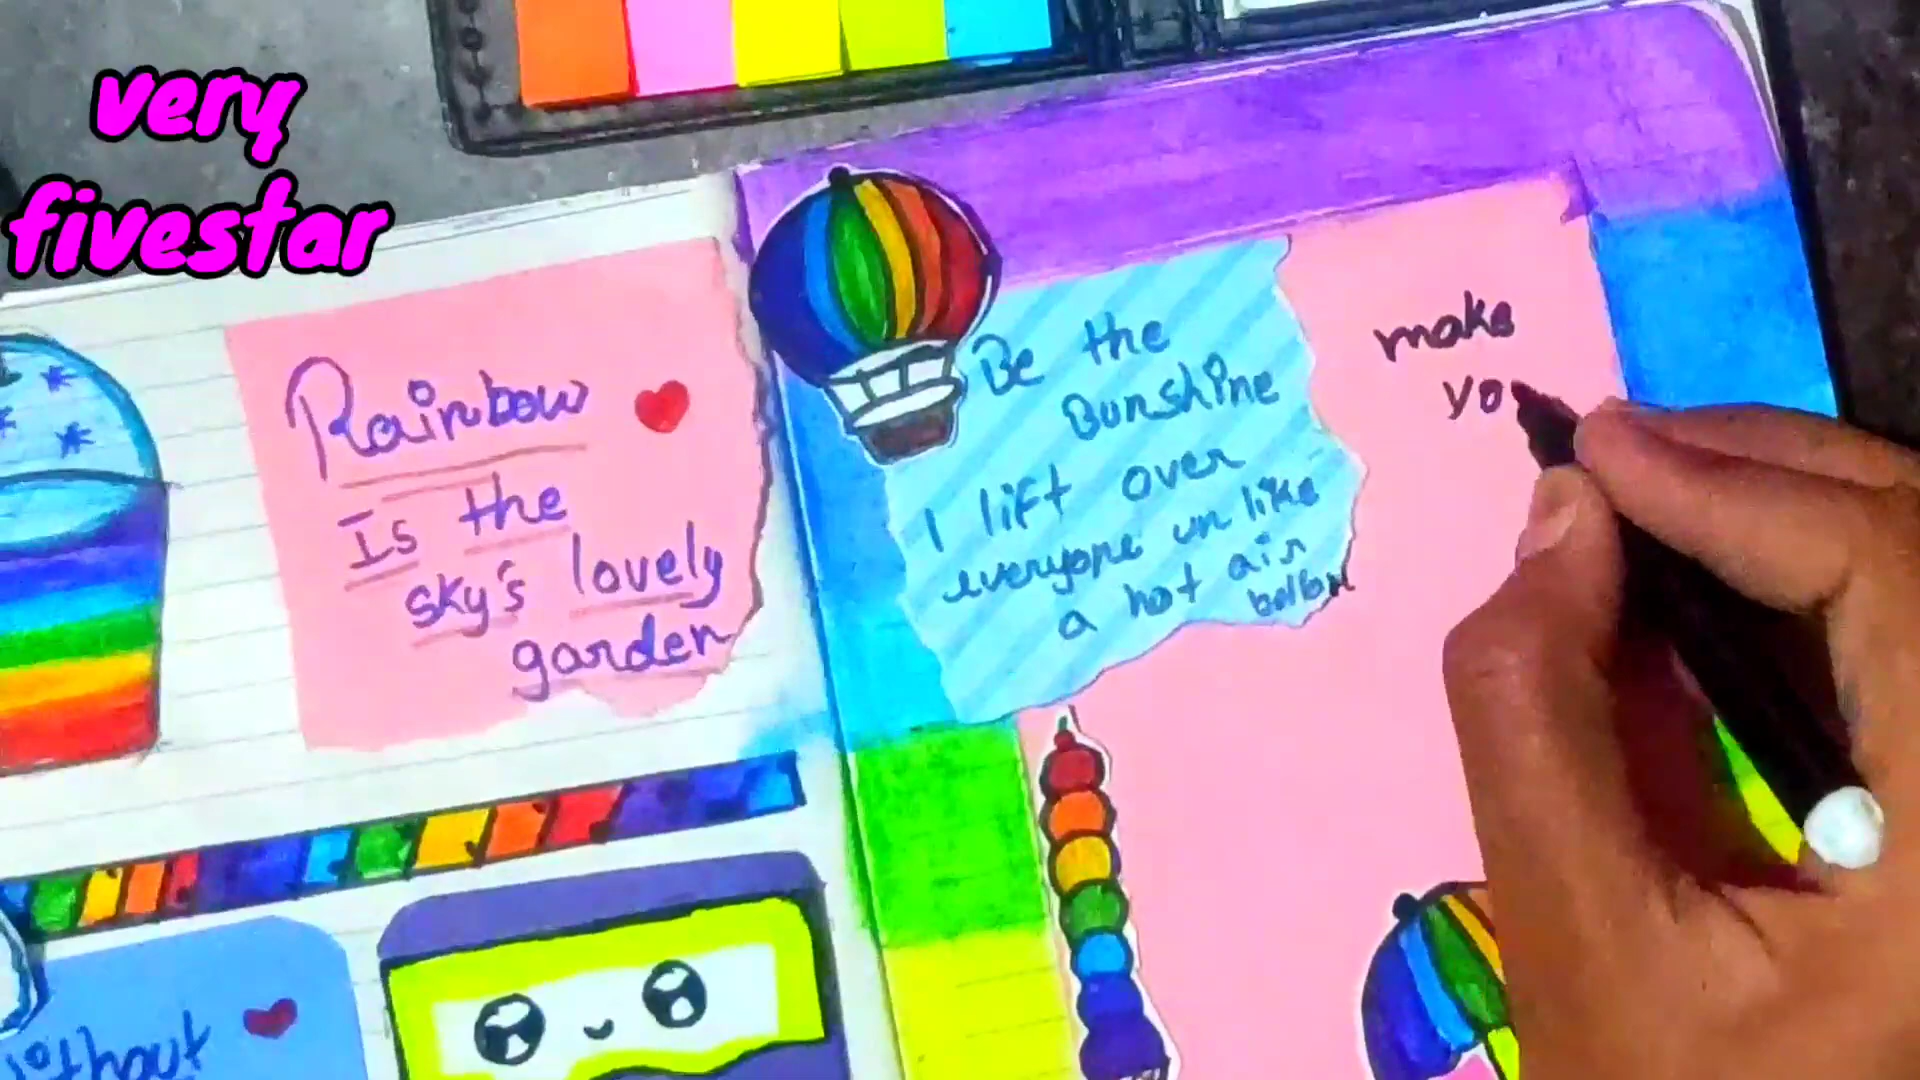 very
fivestar
Rainbow
Is the
sky's lovely
garden
Be the
Sunshine
I lift over
everyone un like
a hot air
ballon
make
yo
without